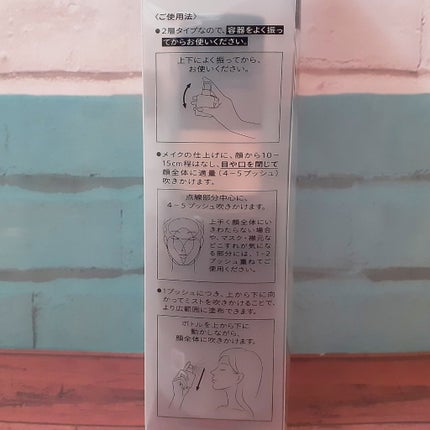 〈ご使用法〉
●2層タイプなので、容器をよく振っ
てからお使いください。
上下によく振ってから、
お使いください。
●メイクの仕上げに、顔から10−
15cm程はなし、目や口を閉じて
顔全体に適量(4−5プッシュ)
吹きかけます。
点線部分中心に、
4−5プッシュ吹きかけます。
上手く顔全体にい
きわたらない場合
や、マスク・襟元な
どこすれが気にな
る部分には、1-2
プッシュ重ねてご
使用ください。
●1プッシュにつき、上から下に向
かってミストを吹きかけることで、
より広範囲に塗布できます。
ボトルを上から下に
動かしながら、
顔全体に吹きかけます。